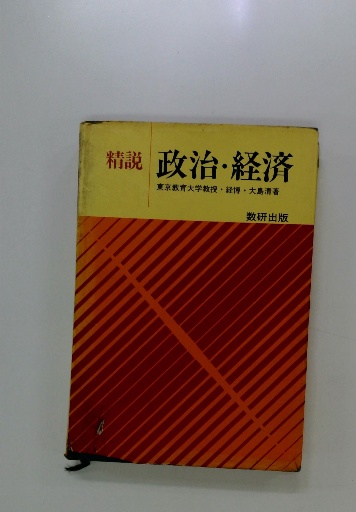 精説 政治・経済
東京教育大学教授・経博・大島清著
数研出版